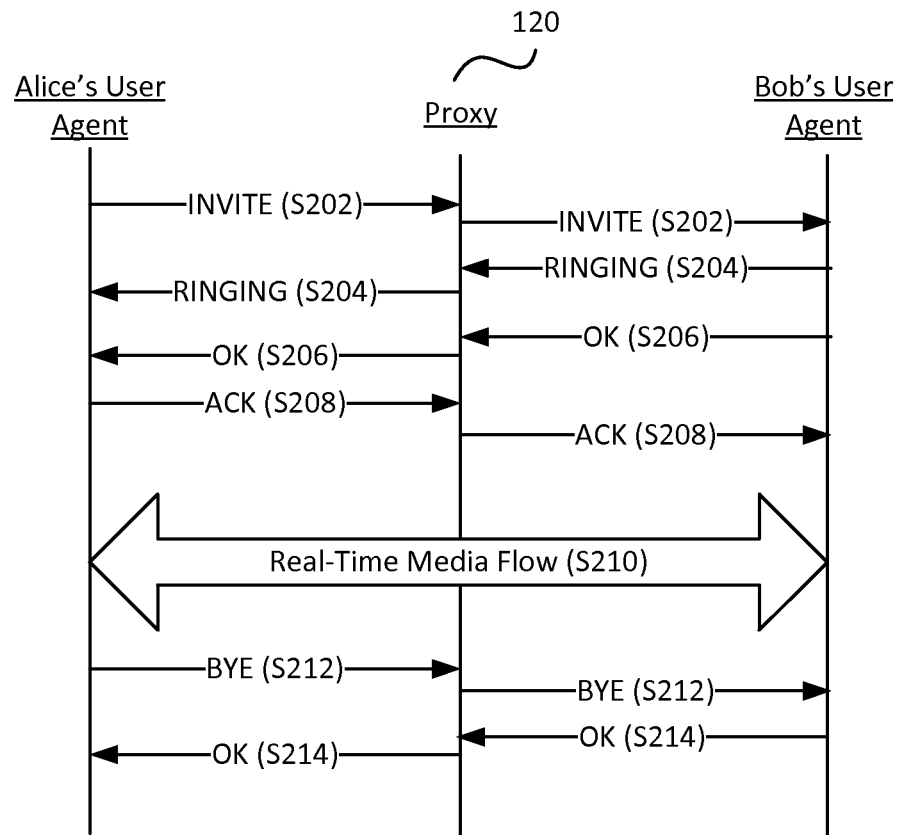 120
Alice's User
Agent
Proxy
Bob's User
Agent
INVITE (S202)
INVITE (S202)
RINGING (S204)
RINGING (S204)
OK (S206)
OK (S206)
ACK (S208)
ACK (S208)
Real-Time Media Flow (S210)
BYE (S212)
BYE (S212)
OK (S214)
OK (S214)